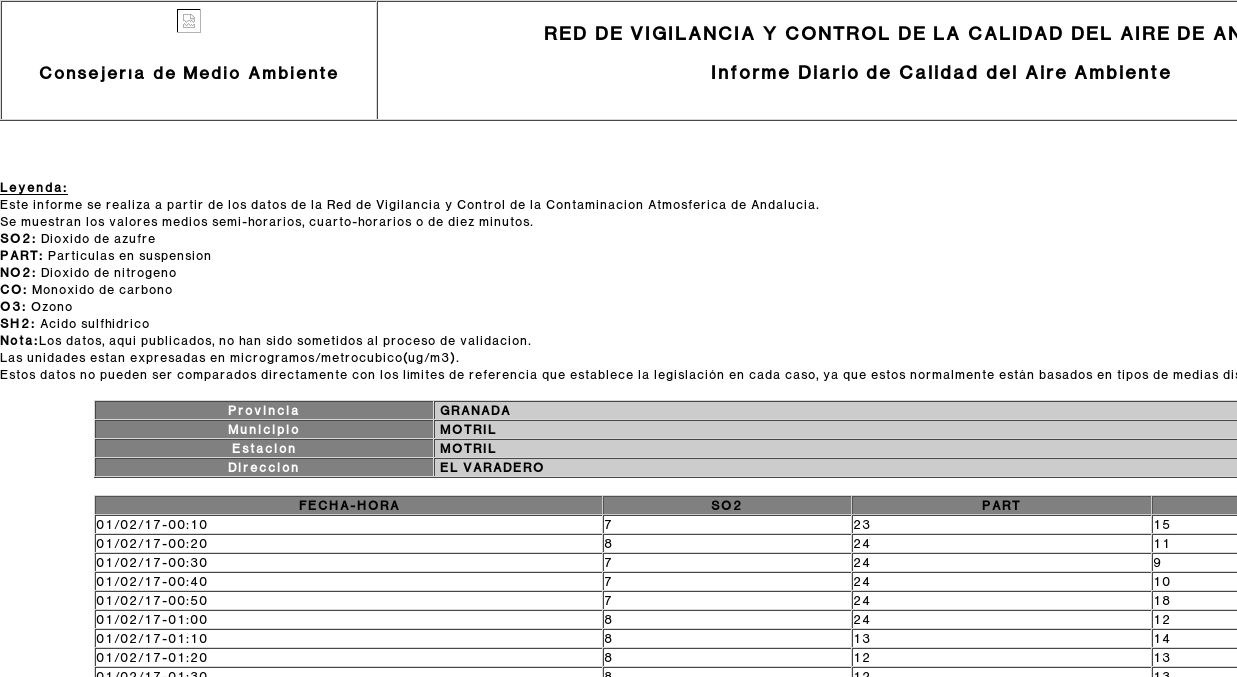 RED DE VIGILANCIA Y CONTROL DE LA CALIDAD DEL AIRE DE AN
Consejería de Medio Ambiente
Informe Diario de Calidad del Aire Ambiente
Leyenda:
Este informe se realiza a partir de los datos de la Red de Vigilancia y Control de la Contaminacion Atmosferica de Andalucia.
Se muestran los valores medios semi-horarios, cuarto-horarios o de diez minutos.
SO2: Dioxido de azufre
PART: Particulas en suspension
NO2: Dioxido de nitrogeno
CO: Monoxido de carbono
O3: Ozono
SH2: Acido sulfhidrico
Nota:Los datos, aqui publicados, no han sido sometidos al proceso de validacion.
Las unidades estan expresadas en microgramos/metrocubico(ug/m3).
Estos datos no pueden ser comparados directamente con los limites de referencia que establece la legislación en cada caso, ya que estos normalmente están basados en tipos de medias di
Provincia GRANADA
Municipio MOTRIL
Estacion MOTRIL
Direccion EL VARADERO
FECHA-HORA SO2 PART
01/02/17-00:10 7 23 15
01/02/17-00:20 8 24 11
01/02/17-00:30 7 24 9
01/02/17-00:40 7 24 10
01/02/17-00:50 7 24 18
01/02/17-01:00 8 24 12
01/02/17-01:10 8 13 14
01/02/17-01:20 8 12 13
01/02/17-01:30 8 12 13